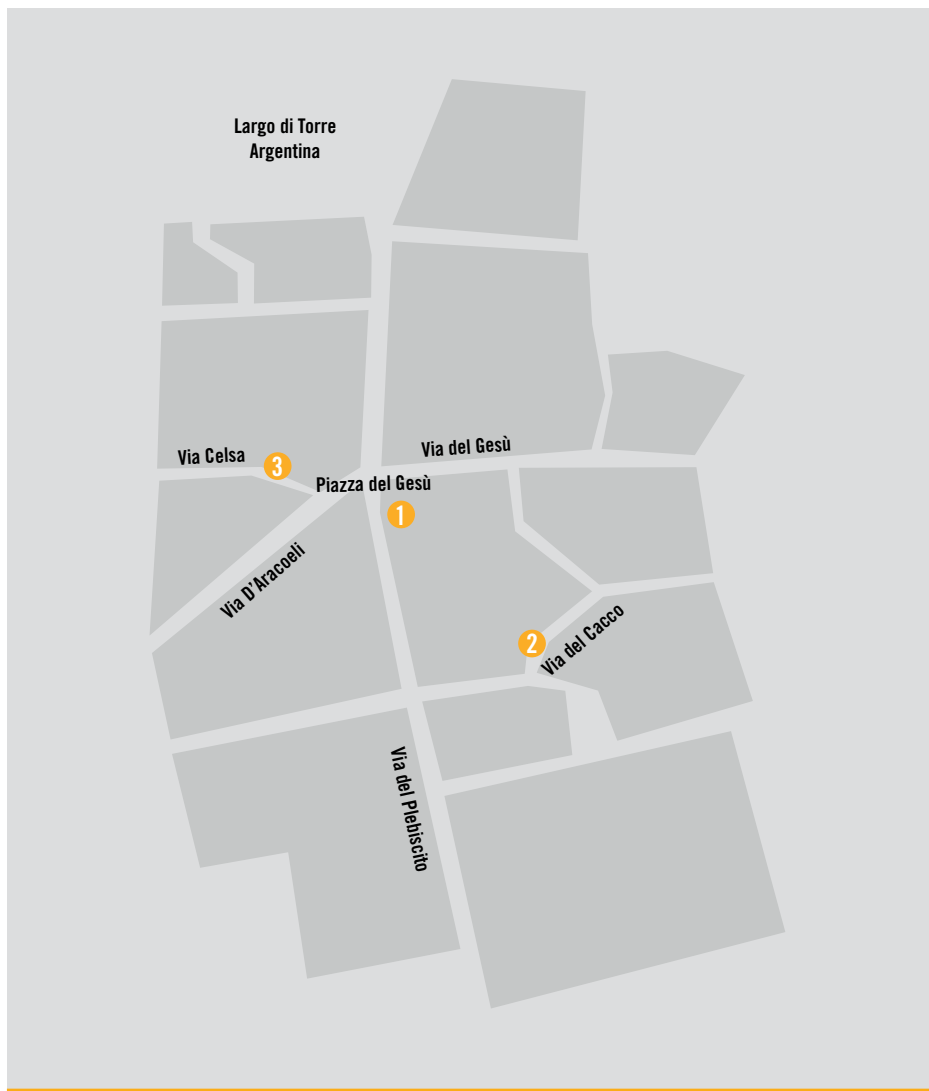 Largo di Torre
Argentina
Via del Gesù
Via Celsa
3
Piazza del Gesù
1
Via D'Aracoeli
2
Via del Cacco
Via del Plebiscito